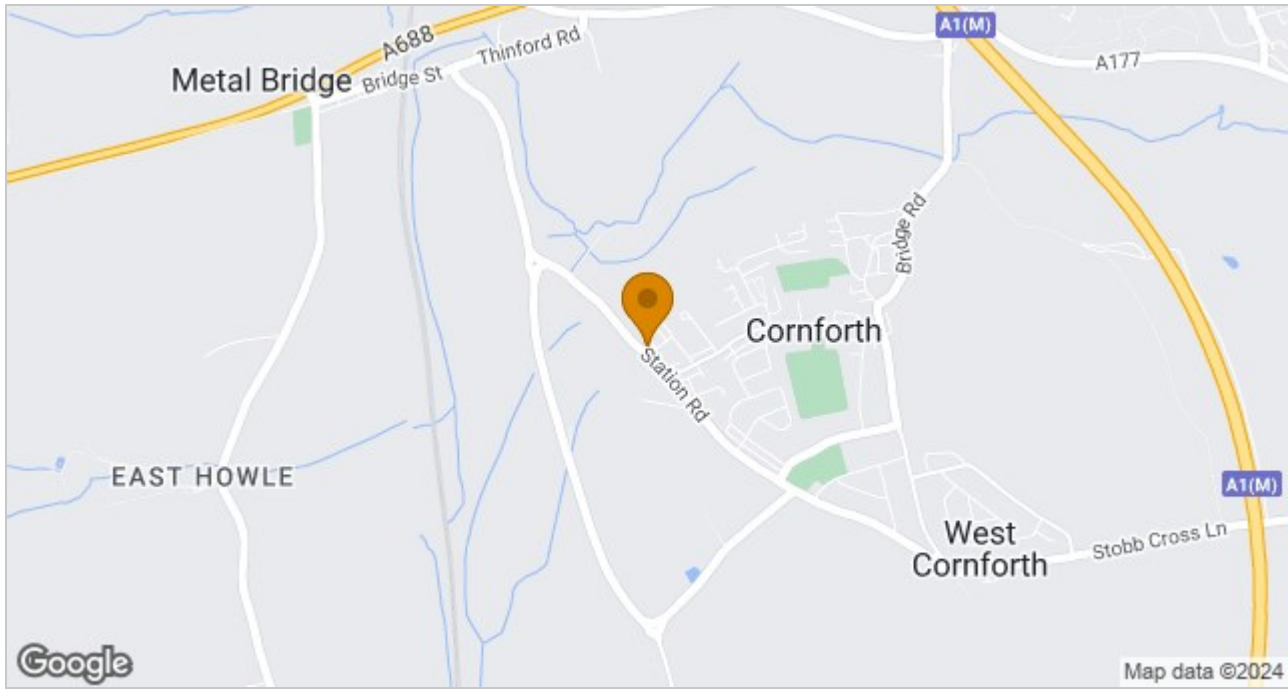 A688
Thinford Rd
Bridge St
Metal Bridge
A1(M)
A177
Bridge Rd
Cornforth
Station Rd
EAST HOWLE
A1(M)
West
Cornforth
Stobb Cross Ln
Google
Map data ©2024